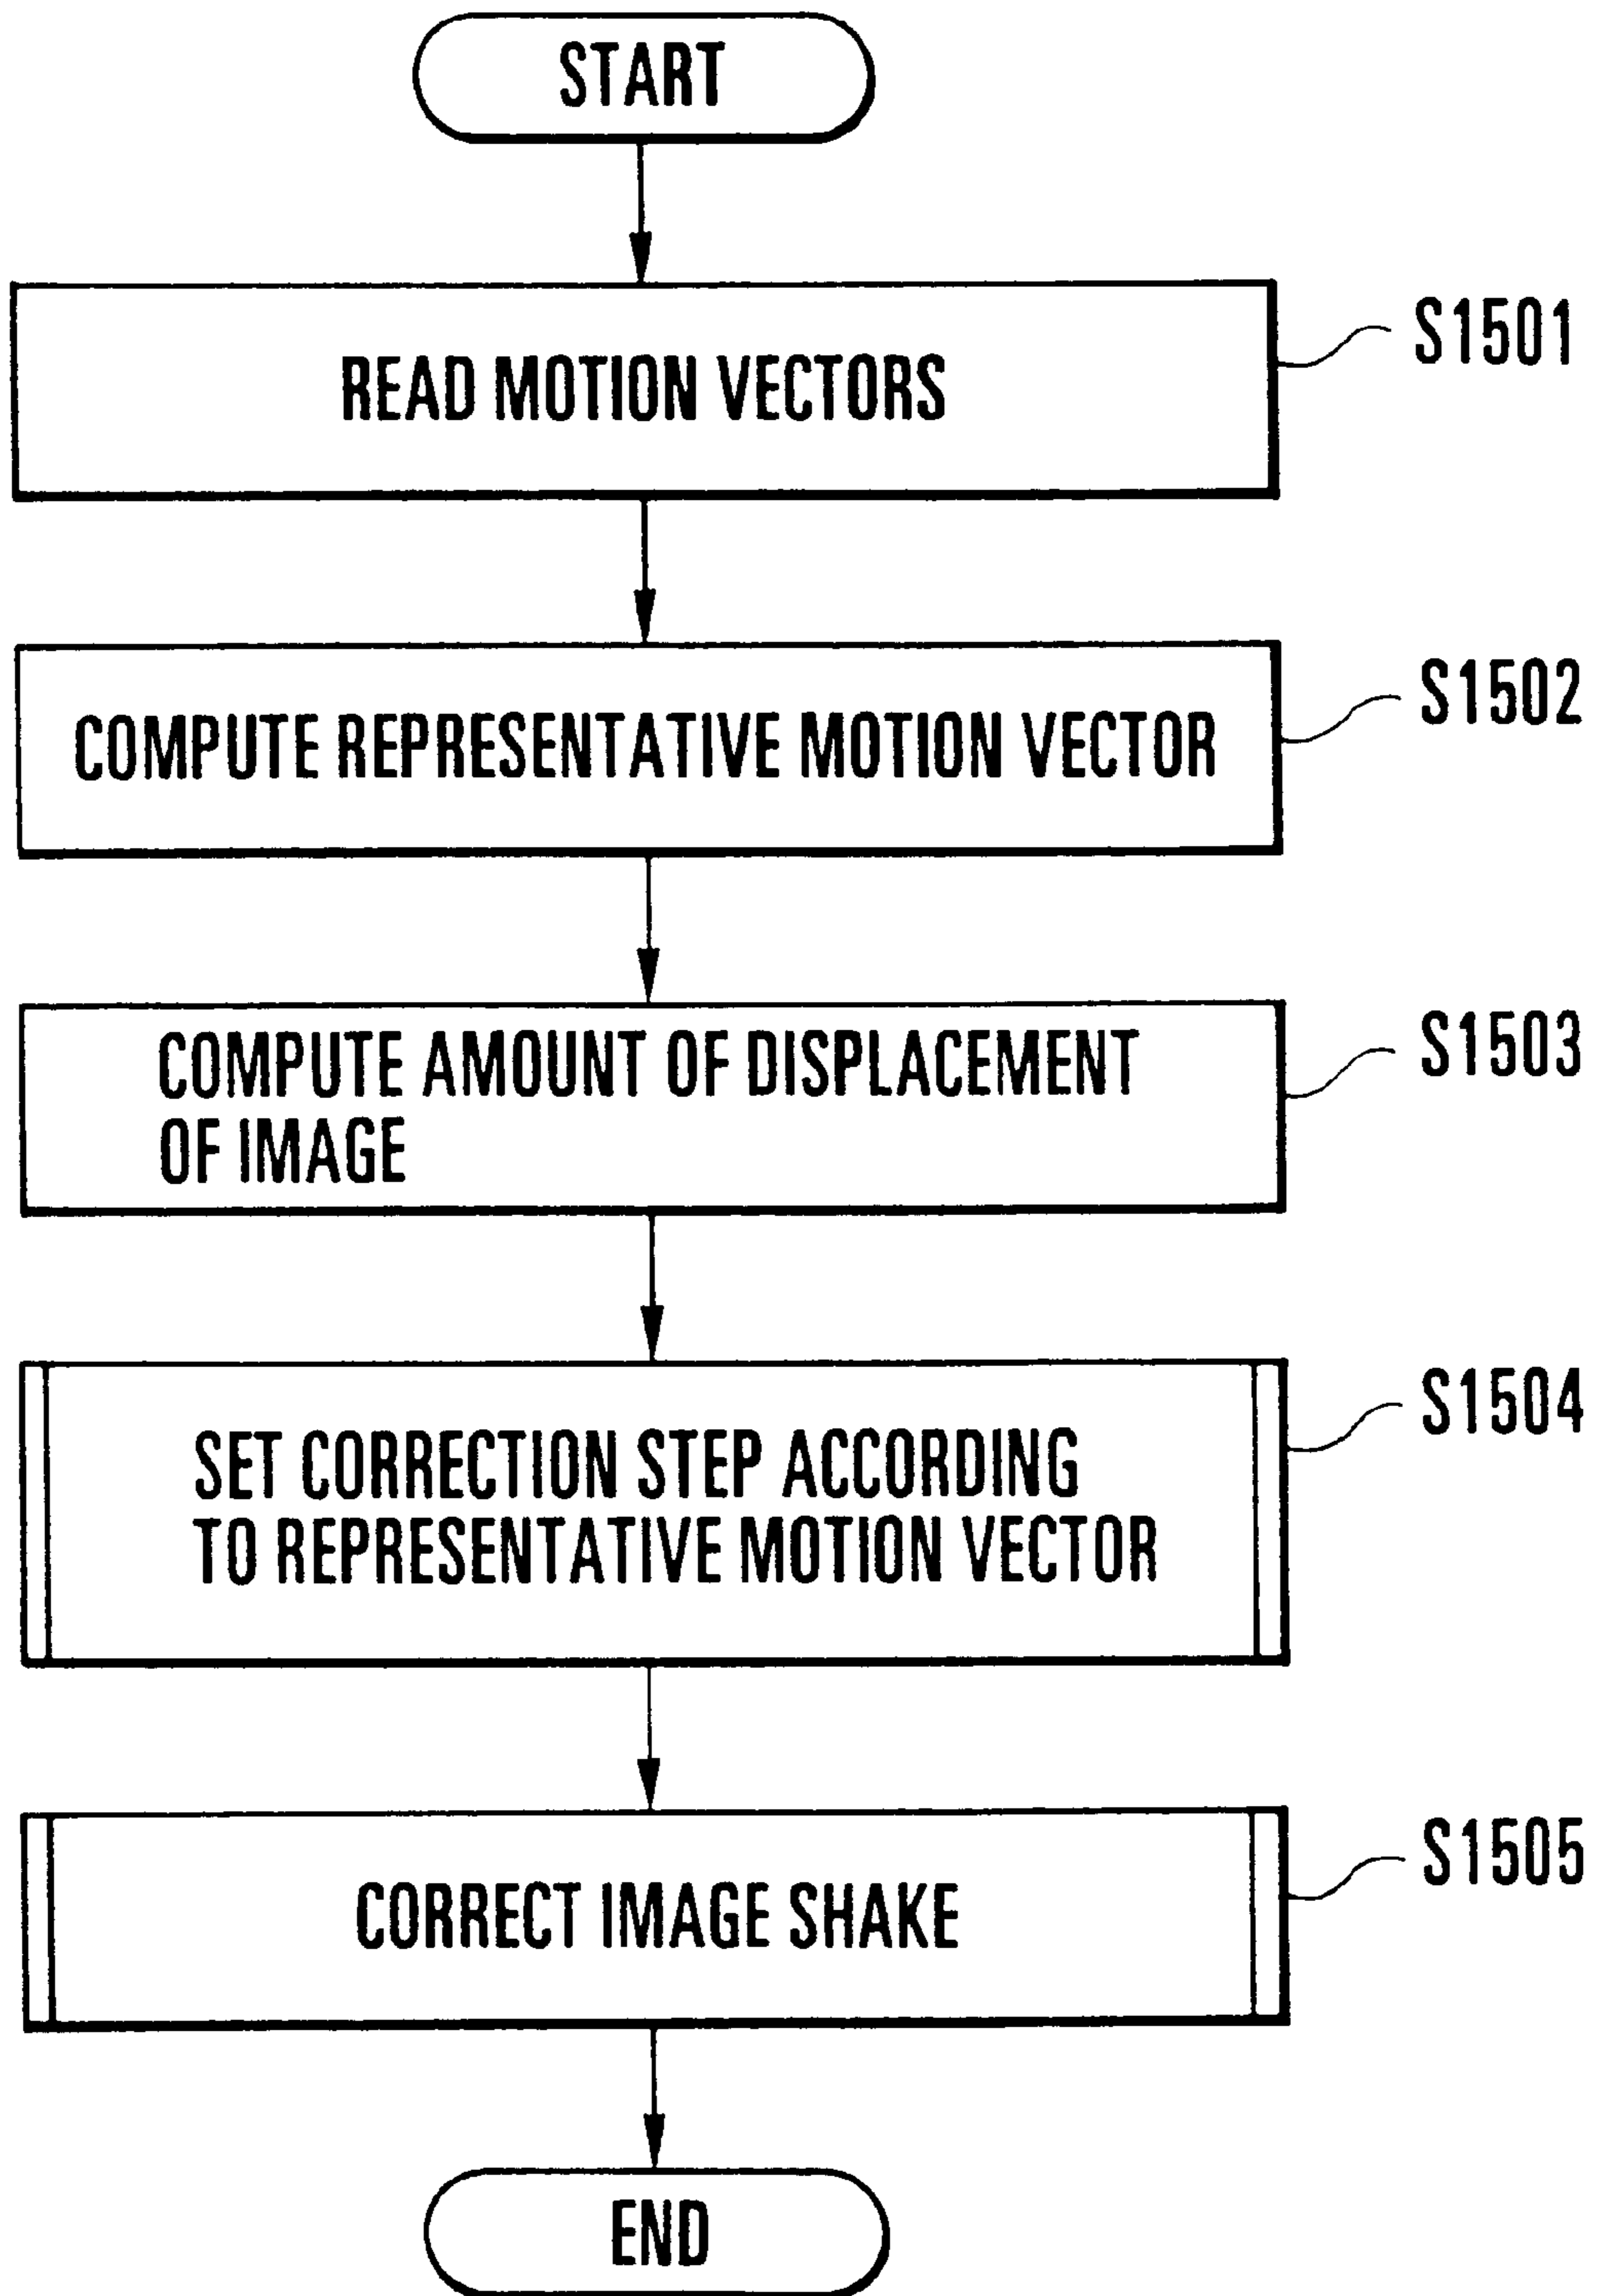 START
READ MOTION VECTORS
S1501
COMPUTE REPRESENTATIVE MOTION VECTOR
S1502
COMPUTE AMOUNT OF DISPLACEMENT
OF IMAGE
S1503
SET CORRECTION STEP ACCORDING
TO REPRESENTATIVE MOTION VECTOR
S1504
CORRECT IMAGE SHAKE
S1505
END